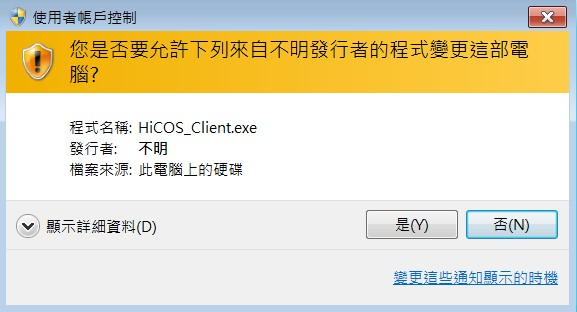 使用者帳戶控制
您是否要允許下列來自不明發行者的程式變更這部電
腦?
程式名稱: HiCOS_Client.exe
發行者: 不明
檔案來源: 此電腦上的硬碟
顯示詳細資料(D)
是(Y)
否(N)
變更這些通知顯示的時機